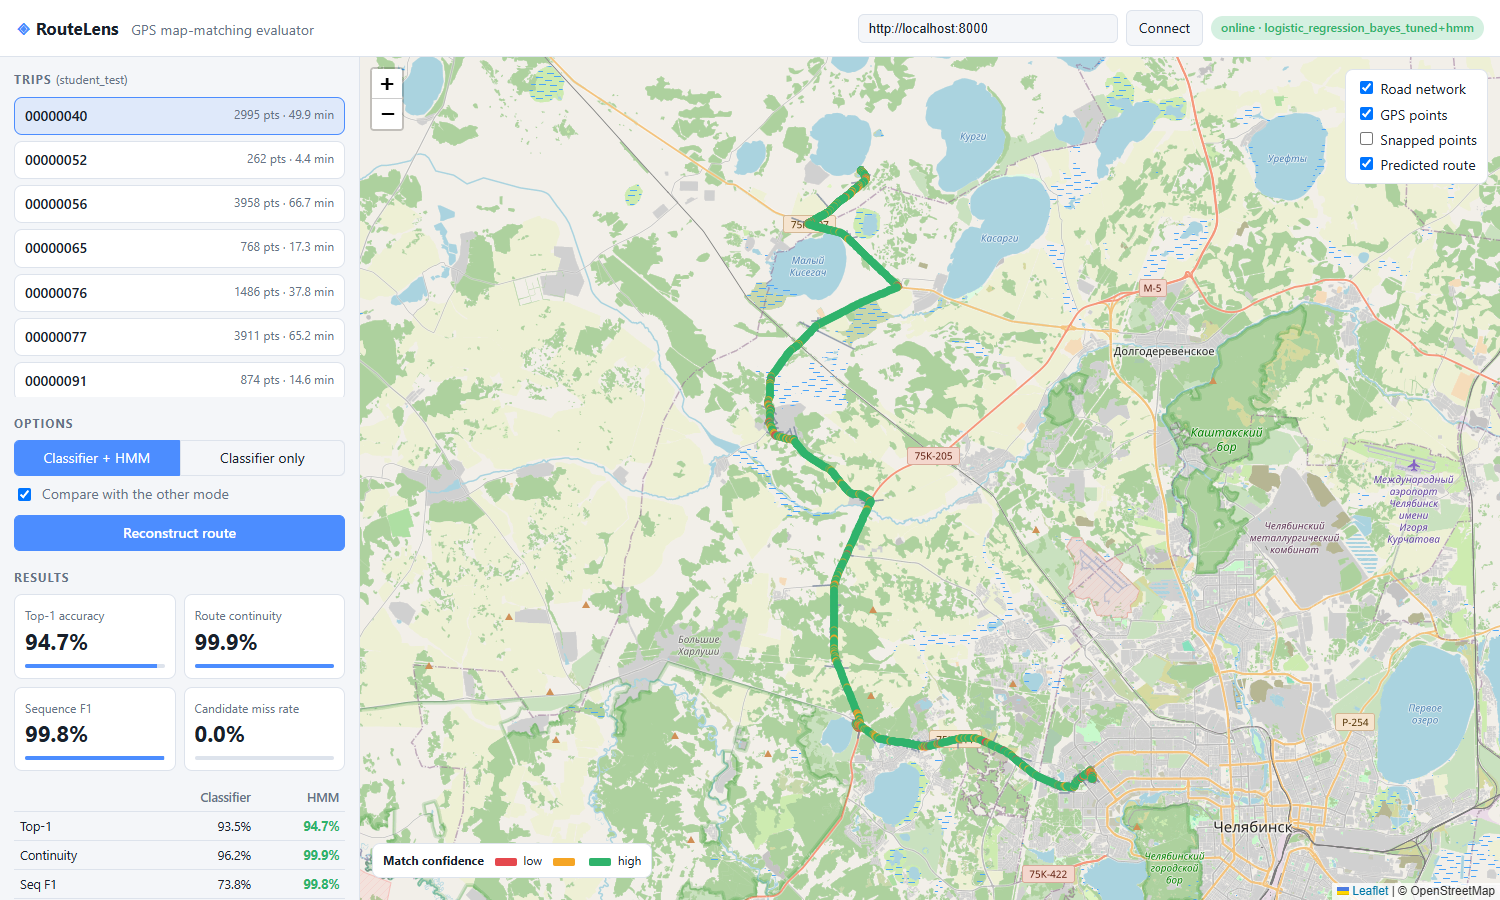 RouteLens GPS map-matching evaluator
http://localhost:8000
Connect
online · logistic_regression_bayes_tuned+hmm
TRIPS (student_test)
00000040 2995 pts · 49.9 min
00000052 262 pts · 4.4 min
00000056 3958 pts · 66.7 min
00000065 768 pts · 17.3 min
00000076 1486 pts · 37.8 min
00000077 3911 pts · 65.2 min
00000091 874 pts · 14.6 min
OPTIONS
Classifier + HMM
Classifier only
Compare with the other mode
Reconstruct route
RESULTS
Top-1 accuracy
94.7%
Route continuity
99.9%
Sequence F1
99.8%
Candidate miss rate
0.0%
Classifier HMM
Top-1 93.5% 94.7%
Continuity 96.2% 99.9%
Seq F1 73.8% 99.8%
+
−
Road network
GPS points
Snapped points
Predicted route
Курги
Урефты
Касарги
Малый
Кисегач
М-5
Долгодеревенское
75К-205
Каштакский
бор
Международный
аэропорт
Челябинск
имени
Игоря
Курчатова
Челябинский
металлургический
комбинат
Большие
Харлуши
Первое
озеро
Р-254
Челябинск
Челябинский
городской
бор
75К-422
Match confidence low high
Leaflet | © OpenStreetMap